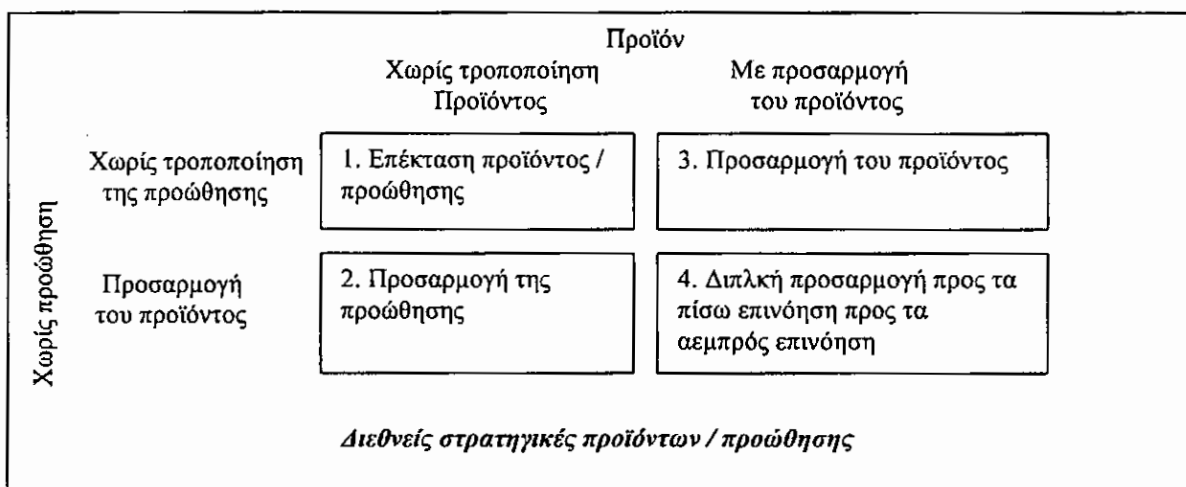 Προϊόν
Χωρίς τροποποίηση
Προϊόντος
Με προσαρμογή
του προϊόντος
Χωρίς προώθηση
Χωρίς τροποποίηση
της προώθησης
1. Επέκταση προϊόντος /
προώθησης
3. Προσαρμογή του προϊόντος
Προσαρμογή
του προϊόντος
2. Προσαρμογή της
προώθησης
4. Διπλκή προσαρμογή προς τα
πίσω επινόηση προς τα
αεμπρός επινόηση
Διεθνείς στρατηγικές προϊόντων / προώθησης